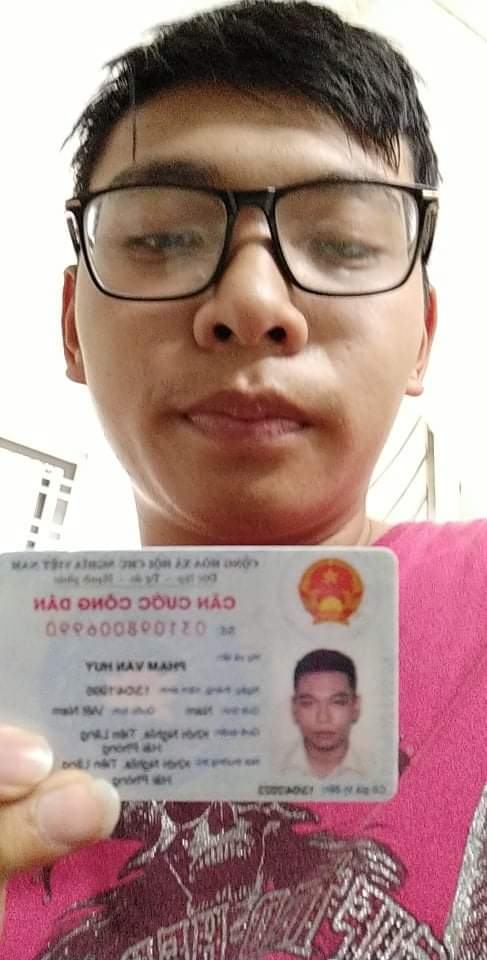 CỘNG HÒA XÃ HỘI CHỦ NGHĨA VIỆT NAM
Độc lập - Tự do - Hạnh phúc
CĂN CƯỚC CÔNG DÂN
Số: 031098006990
Họ và tên:
PHẠM VĂN HUY
Ngày, tháng, năm sinh: 13/04/1998
Giới tính: Nam Quốc tịch: Việt Nam
Quê quán: Khởi Nghĩa, Tiên Lãng
Hải Phòng
Nơi thường trú: Khởi Nghĩa, Tiên Lãng
Hải Phòng
Có giá trị đến: 13/04/2023